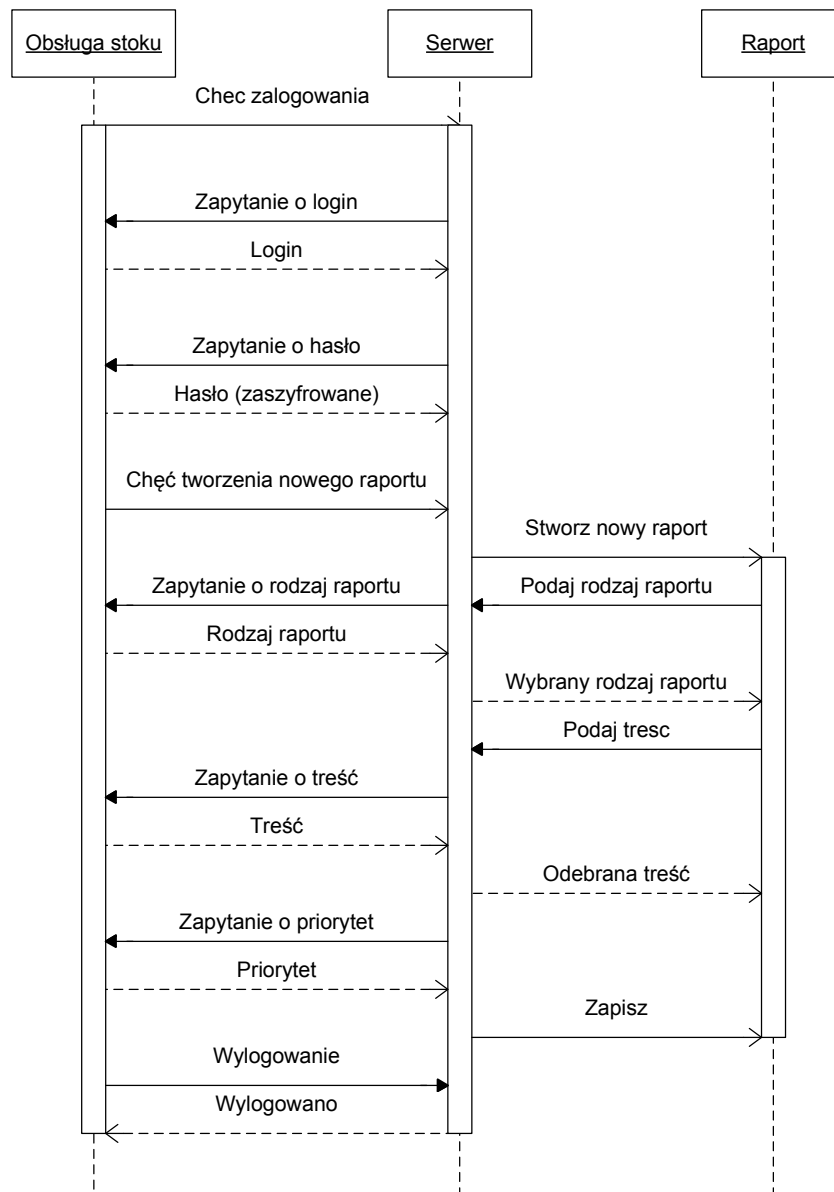 Obsługa stoku
Serwer
Raport
Chec zalogowania
Zapytanie o login
Login
Zapytanie o hasło
Hasło (zaszyfrowane)
Chęć tworzenia nowego raportu
Stworz nowy raport
Zapytanie o rodzaj raportu
Podaj rodzaj raportu
Rodzaj raportu
Wybrany rodzaj raportu
Podaj tresc
Zapytanie o treść
Treść
Odebrana treść
Zapytanie o priorytet
Priorytet
Zapisz
Wylogowanie
Wylogowano